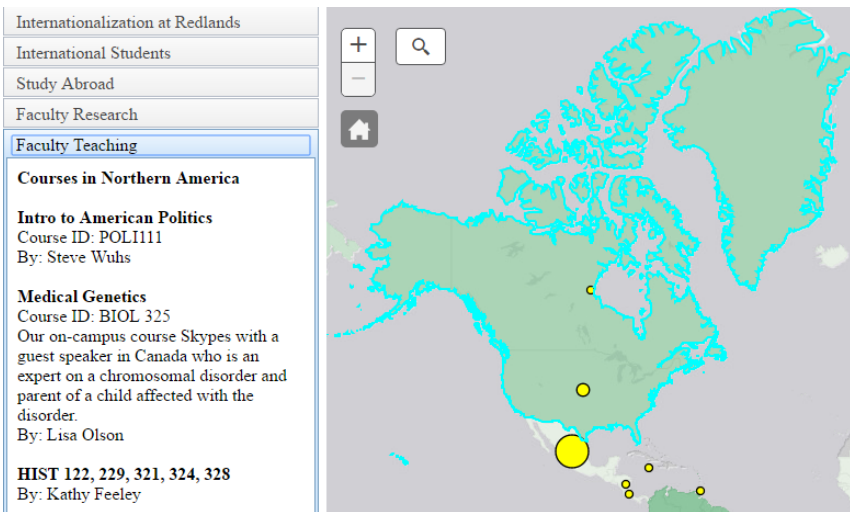 Internationalization at Redlands
International Students
Study Abroad
Faculty Research
Faculty Teaching
Courses in Northern America
Intro to American Politics
Course ID: POLI111
By: Steve Wuhs
Medical Genetics
Course ID: BIOL 325
Our on-campus course Skypes with a
guest speaker in Canada who is an
expert on a chromosomal disorder and
parent of a child affected with the
disorder.
By: Lisa Olson
HIST 122, 229, 321, 324, 328
By: Kathy Feeley
+
−